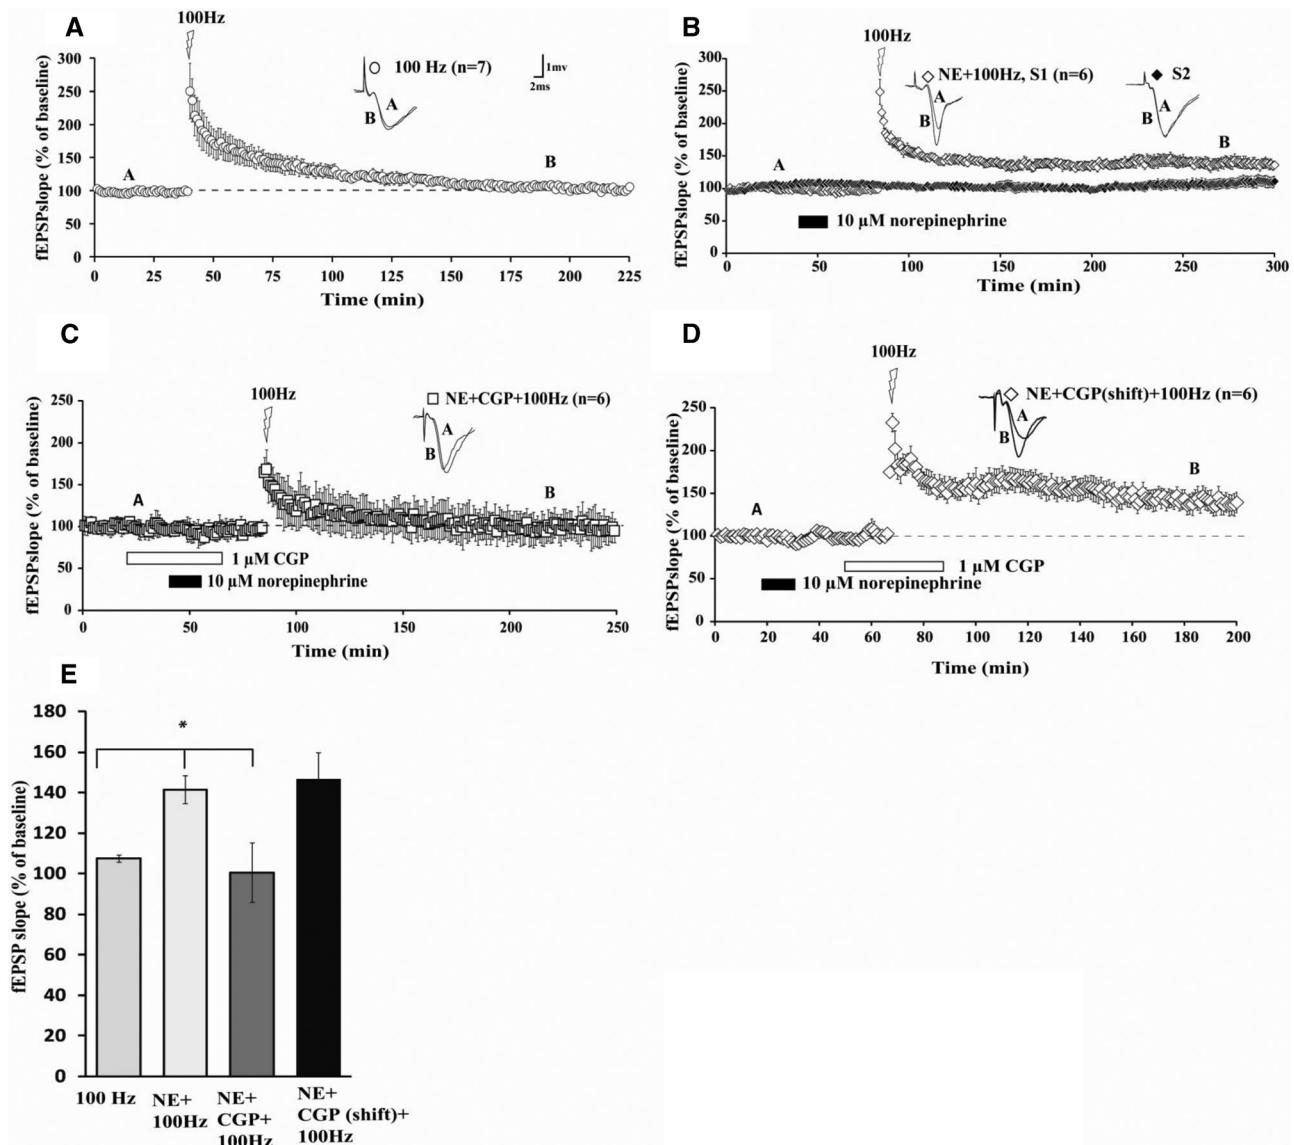 A
100Hz
100 Hz (n=7)
1mv
2ms
A
B
A
B
fEPSPslope (% of baseline)
300
250
200
150
100
50
0
0 25 50 75 100 125 150 175 200 225
Time (min)
B
100Hz
NE+100Hz, S1 (n=6)
S2
A
B
A
B
A
B
10 µM norepinephrine
fEPSPslope (% of baseline)
300
250
200
150
100
50
0
0 50 100 150 200 250 300
Time (min)
C
100Hz
NE+CGP+100Hz (n=6)
A
B
A
B
1 µM CGP
10 µM norepinephrine
fEPSPslope (% of baseline)
250
200
150
100
50
0
0 50 100 150 200 250
Time (min)
D
100Hz
NE+CGP(shift)+100Hz (n=6)
A
B
A
B
1 µM CGP
10 µM norepinephrine
fEPSPslope (% of baseline)
250
200
150
100
50
0
0 20 40 60 80 100 120 140 160 180 200
Time (min)
E
*
fEPSP slope (% of baseline)
180
160
140
120
100
80
60
40
20
0
100 Hz
NE+
100Hz
NE+
CGP+
100Hz
NE+
CGP (shift)+
100Hz